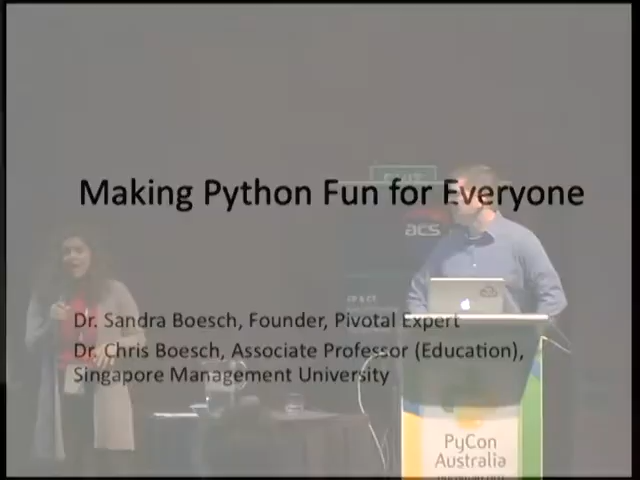 EXIT
Making Python Fun for Everyone
acs
Dr. Sandra Boesch, Founder, Pivotal Expert
Dr. Chris Boesch, Associate Professor (Education),
Singapore Management University
PyCon
Australia